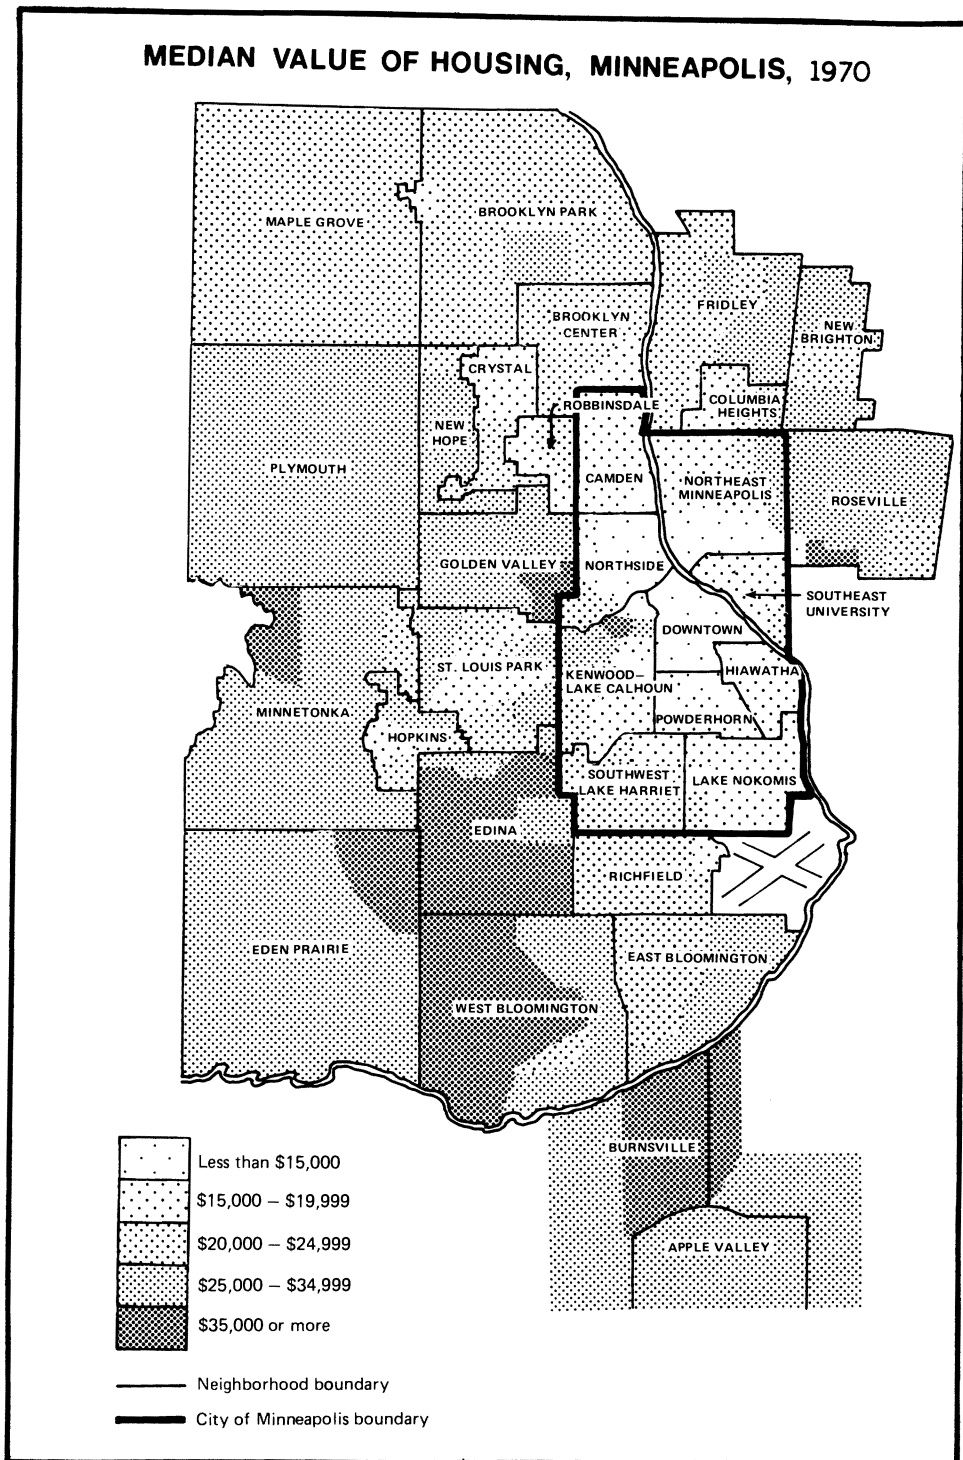 MEDIAN VALUE OF HOUSING, MINNEAPOLIS, 1970
MAPLE GROVE
BROOKLYN PARK
BROOKLYN
CENTER
FRIDLEY
NEW
BRIGHTON
CRYSTAL
ROBBINSDALE
COLUMBIA
HEIGHTS
NEW
HOPE
PLYMOUTH
CAMDEN
NORTHEAST
MINNEAPOLIS
ROSEVILLE
GOLDEN VALLEY
NORTHSIDE
SOUTHEAST
UNIVERSITY
DOWNTOWN
ST. LOUIS PARK
KENWOOD–
LAKE CALHOUN
HIAWATHA
MINNETONKA
HOPKINS
POWDERHORN
SOUTHWEST
LAKE HARRIET
LAKE NOKOMIS
EDINA
RICHFIELD
EDEN PRAIRIE
EAST BLOOMINGTON
WEST BLOOMINGTON
BURNSVILLE
APPLE VALLEY
Less than $15,000
$15,000 – $19,999
$20,000 – $24,999
$25,000 – $34,999
$35,000 or more
Neighborhood boundary
City of Minneapolis boundary